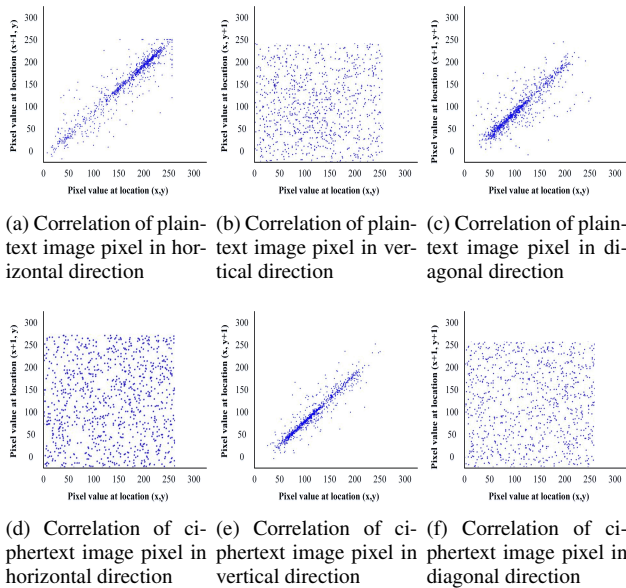 Pixel value at location (x+1, y)
300
250
200
150
100
50
0
0 50 100 150 200 250 300
Pixel value at location (x,y)
Pixel value at location (x, y+1)
300
250
200
150
100
50
0
0 50 100 150 200 250 300
Pixel value at location (x,y)
Pixel value at location (x+1, y+1)
300
250
200
150
100
50
0
0 50 100 150 200 250 300
Pixel value at location (x,y)
(a) Correlation of plain-
text image pixel in hor-
izontal direction
(b) Correlation of plain-
text image pixel in ver-
tical direction
(c) Correlation of plain-
text image pixel in di-
agonal direction
Pixel value at location (x+1, y)
300
250
200
150
100
50
0
0 50 100 150 200 250 300
Pixel value at location (x,y)
Pixel value at location (x, y+1)
300
250
200
150
100
50
0
0 50 100 150 200 250 300
Pixel value at location (x,y)
Pixel value at location (x+1, y+1)
300
250
200
150
100
50
0
0 50 100 150 200 250 300
Pixel value at location (x,y)
(d) Correlation of ci-
phertext image pixel in
horizontal direction
(e) Correlation of ci-
phertext image pixel in
vertical direction
(f) Correlation of ci-
phertext image pixel in
diagonal direction